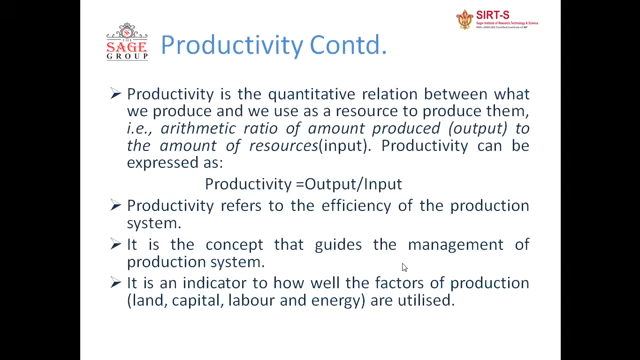 SAGE
GROUP
Productivity Contd.
SIRT-S
➢ Productivity is the quantitative relation between what
we produce and we use as a resource to produce them,
i.e., arithmetic ratio of amount produced (output) to
the amount of resources(input). Productivity can be
expressed as:
Productivity =Output/Input
➢ Productivity refers to the efficiency of the production
system.
➢ It is the concept that guides the management of
production system.
➢ It is an indicator to how well the factors of production
(land, capital, labour and energy) are utilised.